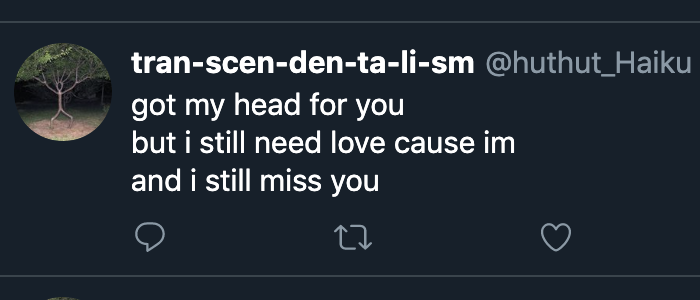 tran-scen-den-ta-li-sm @huthut_Haiku
got my head for you
but i still need love cause im
and i still miss you